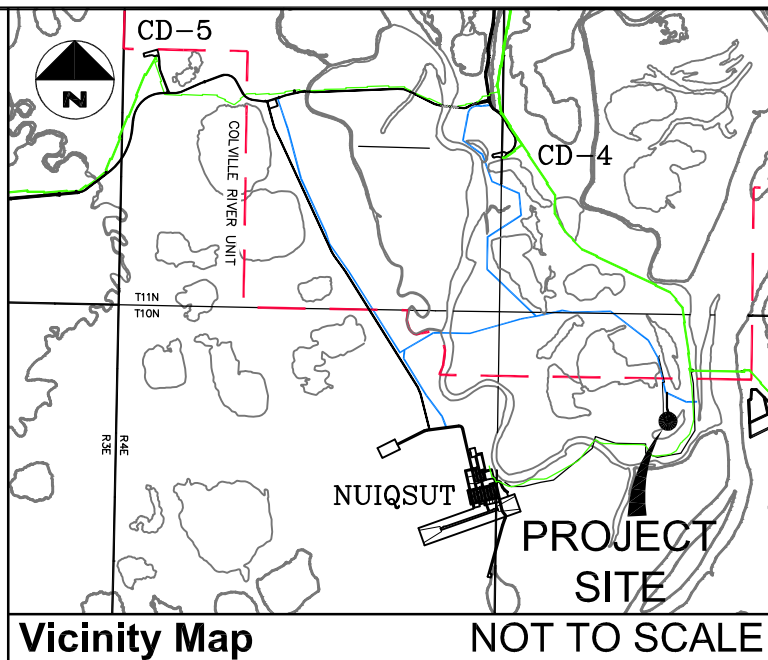 CD-5
N
COLVILLE RIVER UNIT
CD-4
T11N
T10N
R3E
R4E
NUIQSUT
PROJECT
SITE
Vicinity Map
NOT TO SCALE